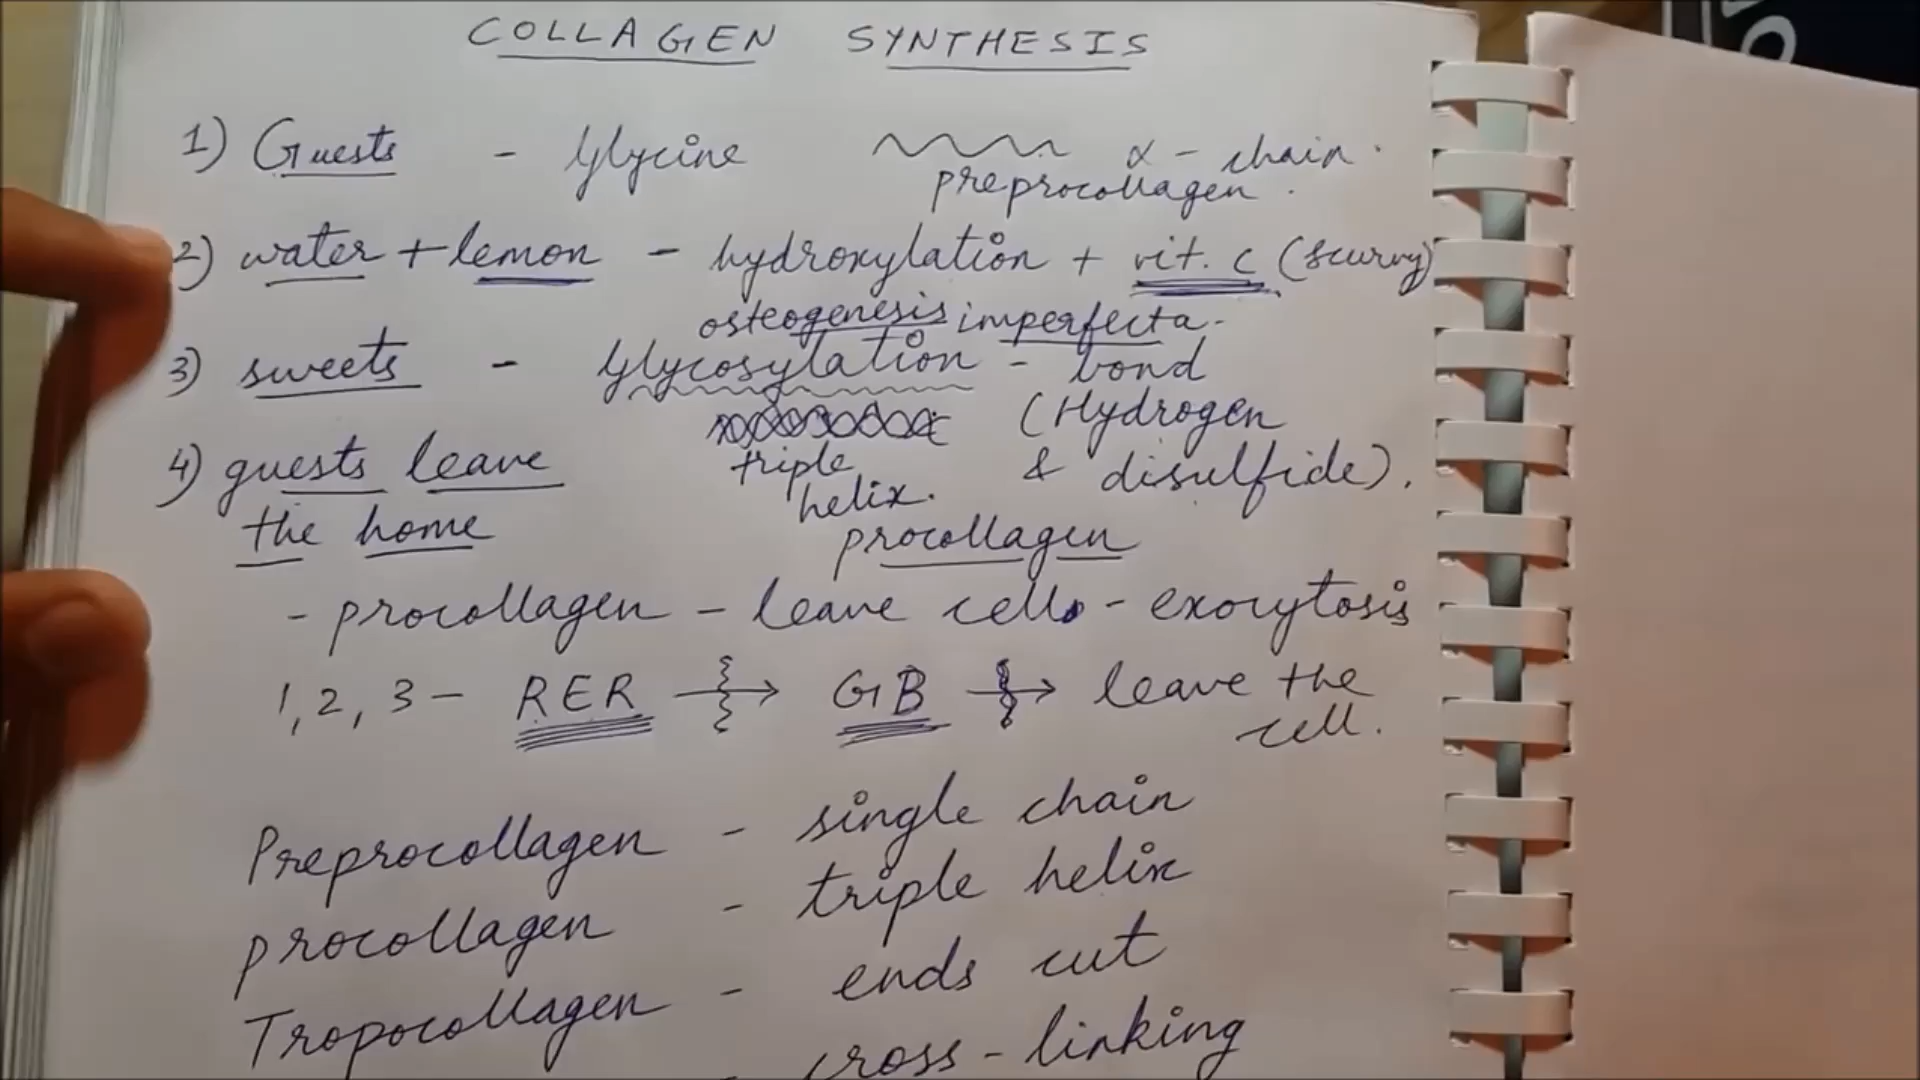 COLLAGEN SYNTHESIS
1) Guests - Glycine α - chain.
preprocollagen.
2) water + lemon - hydroxylation + vit. c (scurvy)
osteogenesis imperfecta.
3) sweets - Glycosylation - bond
(Hydrogen
4) guests leave triple & disulfide).
helix.
the home procollagen
- procollagen - leave cell - exocytosis
1, 2, 3 - RER → GB → leave the
cell.
Preprocollagen - single chain
procollagen - triple helix
Tropocollagen - ends cut
- cross - linking